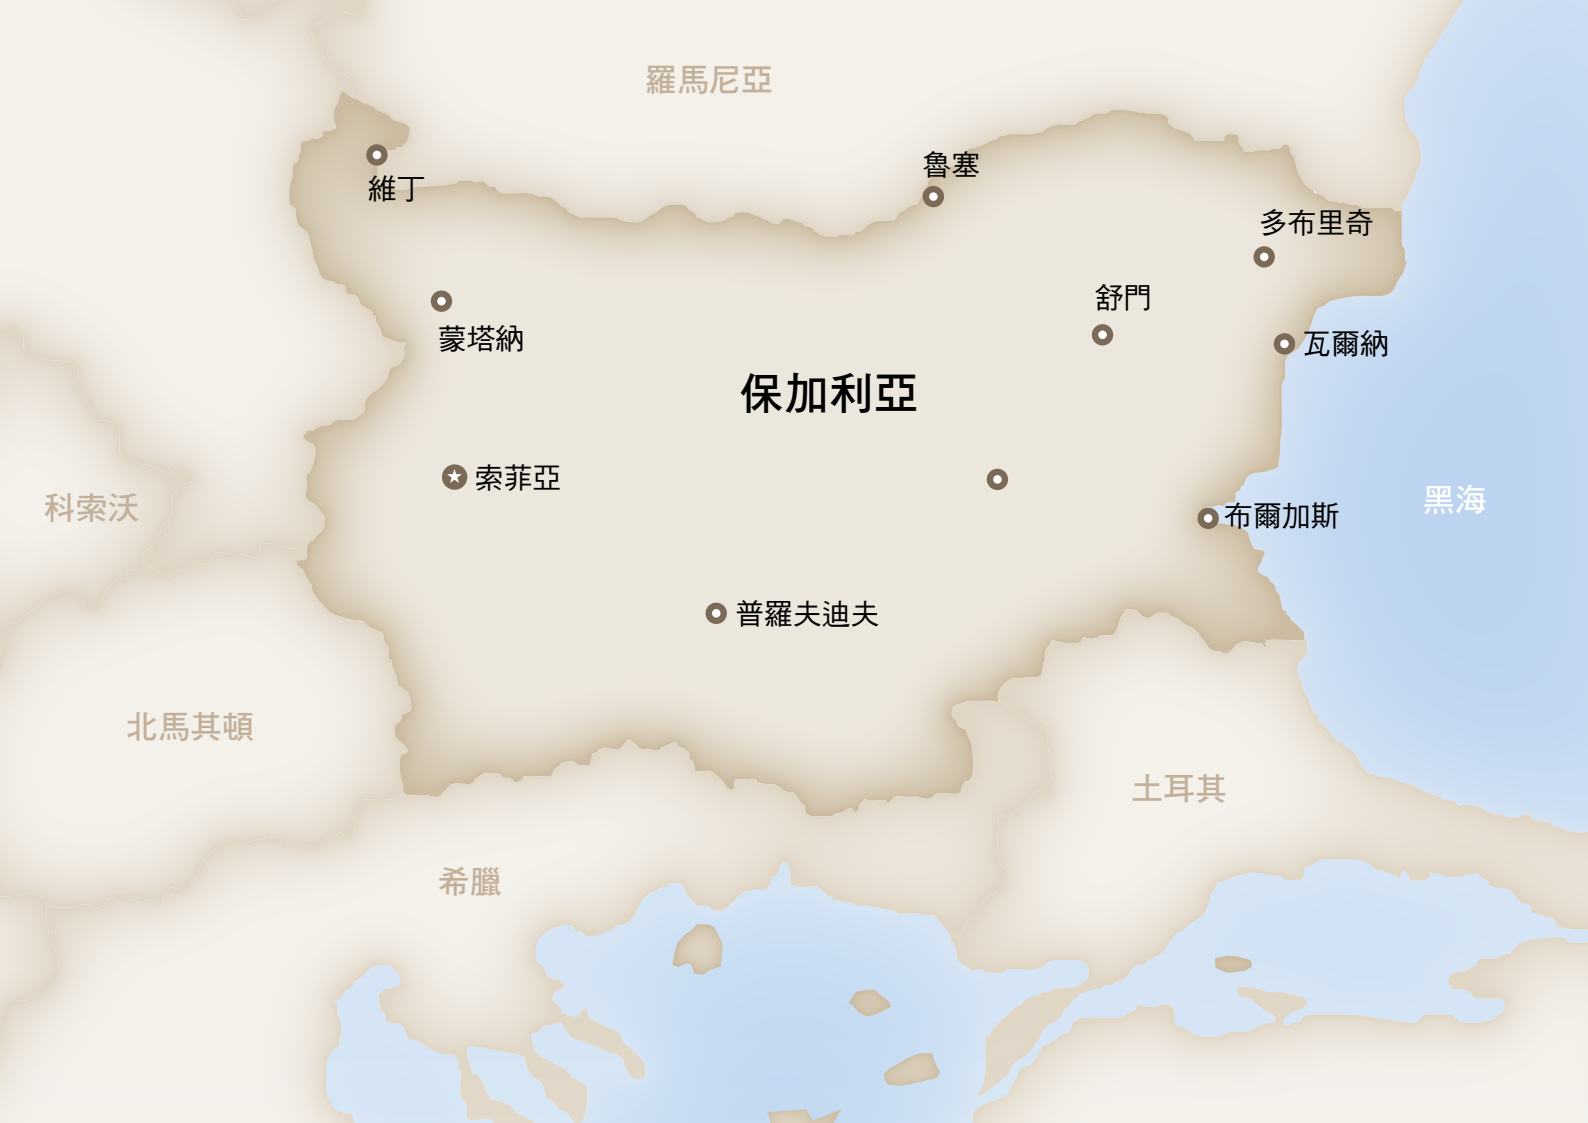 羅馬尼亞
魯塞
維丁
多布里奇
舒門
蒙塔納
瓦爾納
保加利亞
索菲亞
黑海
科索沃
布爾加斯
普羅夫迪夫
北馬其頓
土耳其
希臘